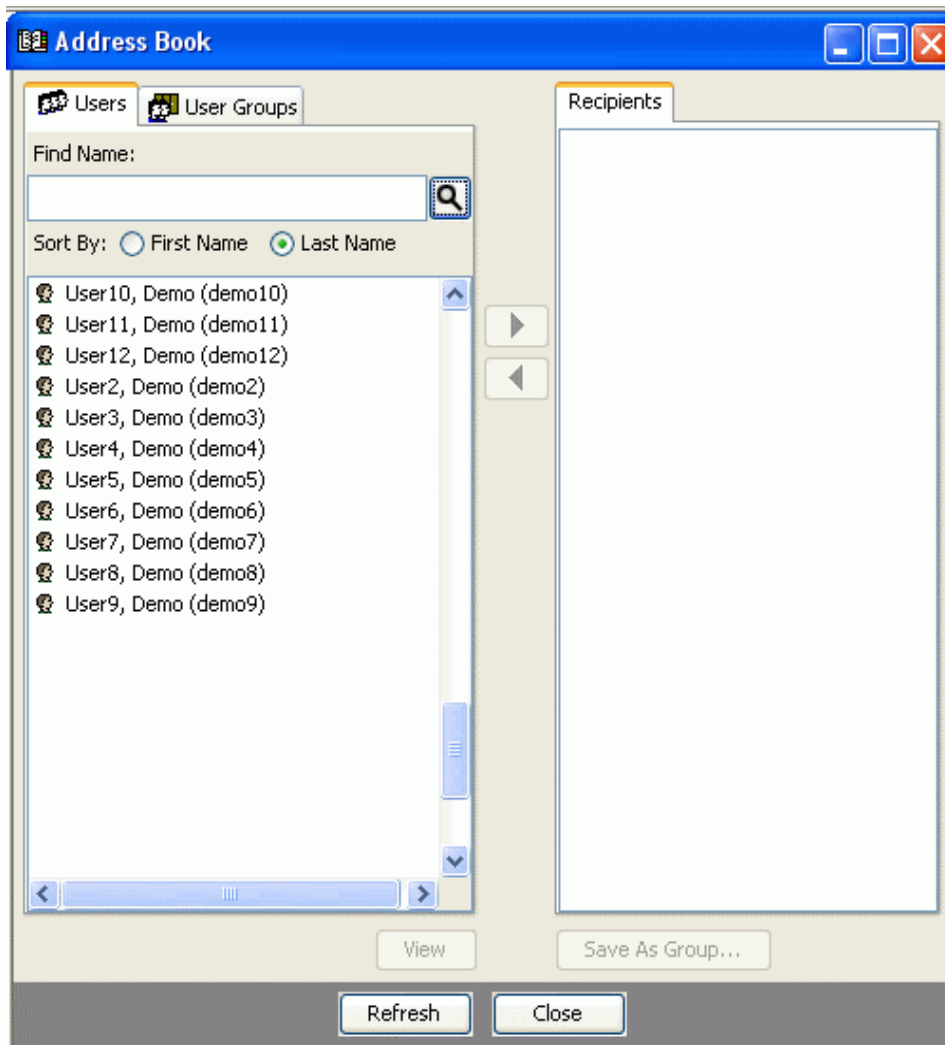 Address Book
Users
User Groups
Recipients
Find Name:
Sort By: First Name Last Name
User10, Demo (demo10)
User11, Demo (demo11)
User12, Demo (demo12)
User2, Demo (demo2)
User3, Demo (demo3)
User4, Demo (demo4)
User5, Demo (demo5)
User6, Demo (demo6)
User7, Demo (demo7)
User8, Demo (demo8)
User9, Demo (demo9)
View
Save As Group...
Refresh
Close